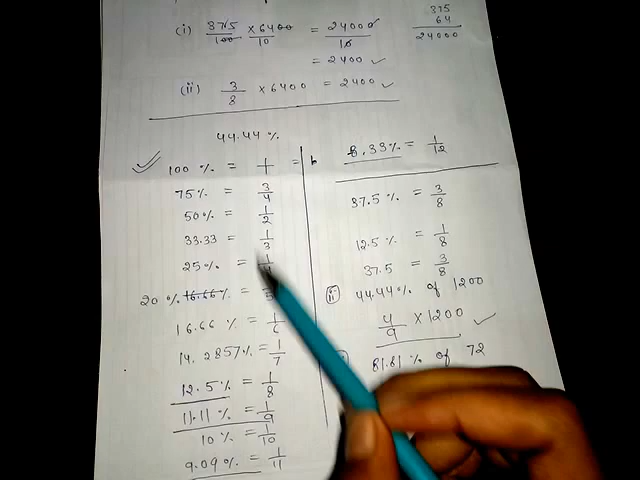 (i) 375/100 × 6400/10 = 24000/10
= 2400 ✓
375
64
24000
(ii) 3/8 × 6400 = 2400 ✓
44.44 %
100 % = 1/1 =
75% = 3/4
50% = 1/2
33.33 = 1/3
25% = 1/4
20 % 16.66% =
16.66 % = 1/6
14.2857% = 1/7
12.5% = 1/8
11.11 % = 1/9
10 % = 1/10
9.09% = 1/11
8.33% = 1/12
37.5 % = 3/8
12.5 % = 1/8
37.5 = 3/8
(ii) 44.44% of 1200
4/9 × 1200 ✓
81.81 % of 72